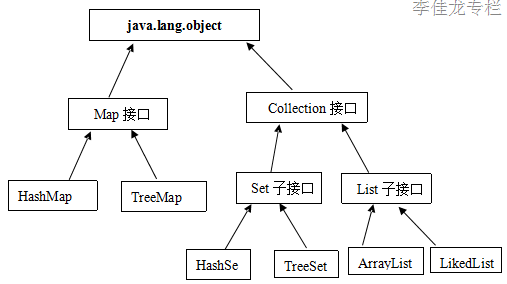 李佳龙专栏
java.lang.object
Map 接口
Collection 接口
HashMap
TreeMap
Set 子接口
List 子接口
HashSe
TreeSet
ArrayList
LikedList